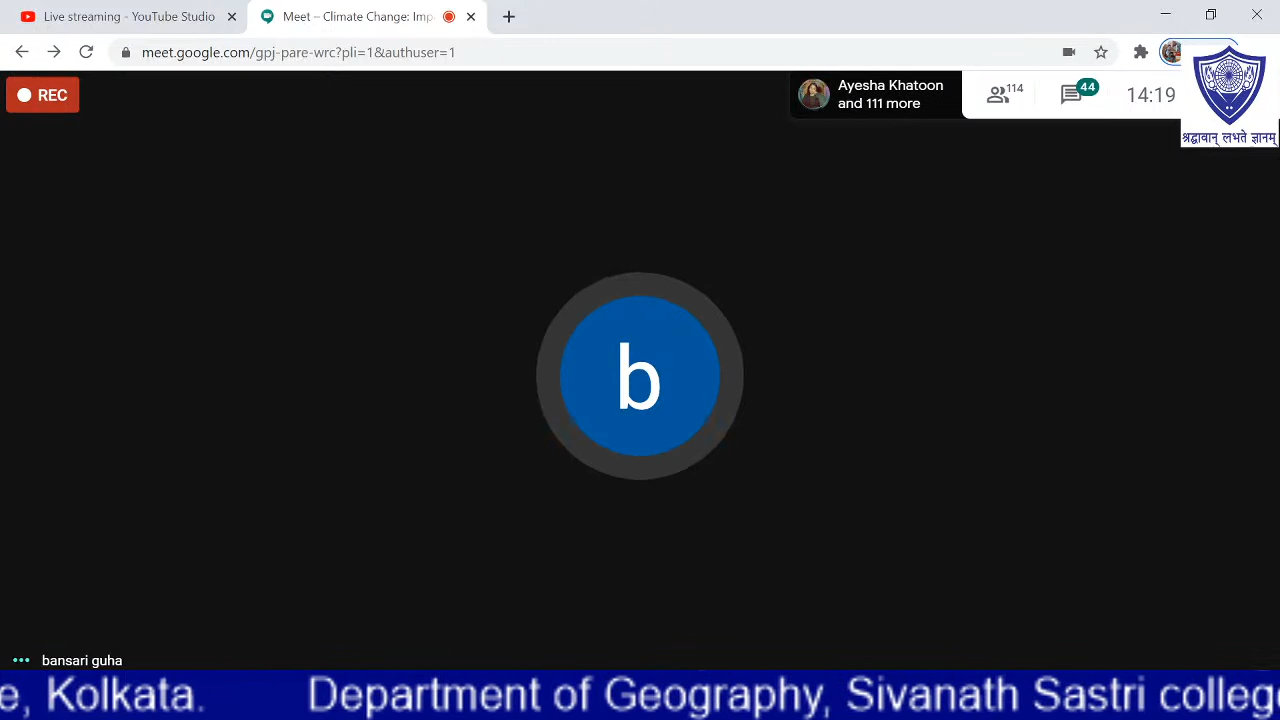 Live streaming - YouTube Studio
Meet – Climate Change: Imp
meet.google.com/gpj-pare-wrc?pli=1&authuser=1
REC
Ayesha Khatoon
and 111 more
114
44
14:19
श्रद्धावान् लभते ज्ञानम्
b
bansari guha
e, Kolkata. Department of Geography, Sivanath Sastri colleg